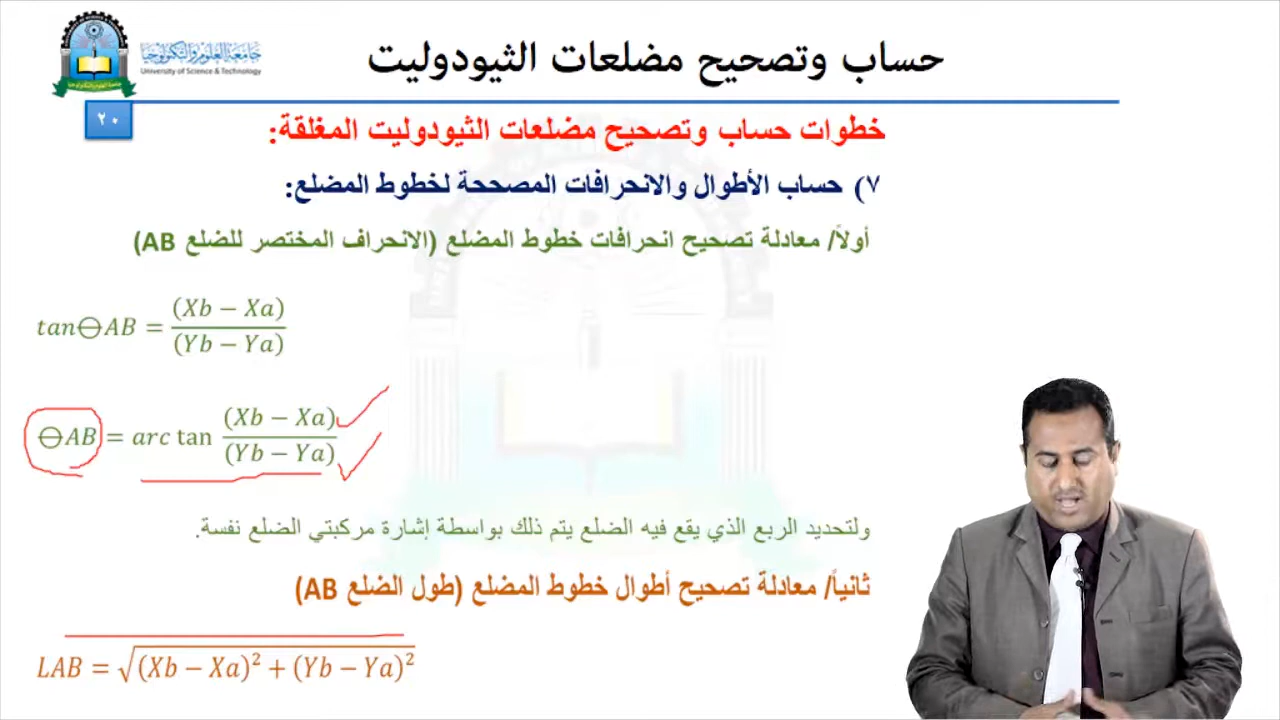 جامعة العلوم والتكنولوجيا
University of Science & Technology
حساب وتصحيح مضلعات الثيودوليت
٢٠
خطوات حساب وتصحيح مضلعات الثيودوليت المغلقة:
٧) حساب الأطوال والانحرافات المصححة لخطوط المضلع:
أولاً/ معادلة تصحيح انحرافات خطوط المضلع (الانحراف المختصر للضلع AB)
tanΘAB = (Xb − Xa) / (Yb − Ya)
ΘAB = arc tan (Xb − Xa) / (Yb − Ya)
ولتحديد الربع الذي يقع فيه الضلع يتم ذلك بواسطة إشارة مركبتي الضلع نفسة.
ثانياً/ معادلة تصحيح أطوال خطوط المضلع (طول الضلع AB)
LAB = √(Xb − Xa)² + (Yb − Ya)²